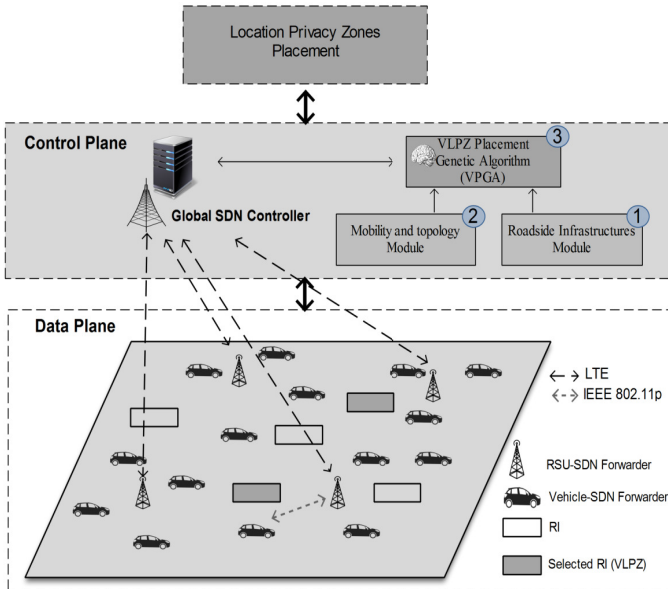 Location Privacy Zones
Placement
Control Plane
3
VLPZ Placement
Genetic Algorithm
(VPGA)
Global SDN Controller
2
Mobility and topology
Module
1
Roadside Infrastructures
Module
Data Plane
LTE
IEEE 802.11p
RSU-SDN Forwarder
Vehicle-SDN Forwarder
RI
Selected RI (VLPZ)